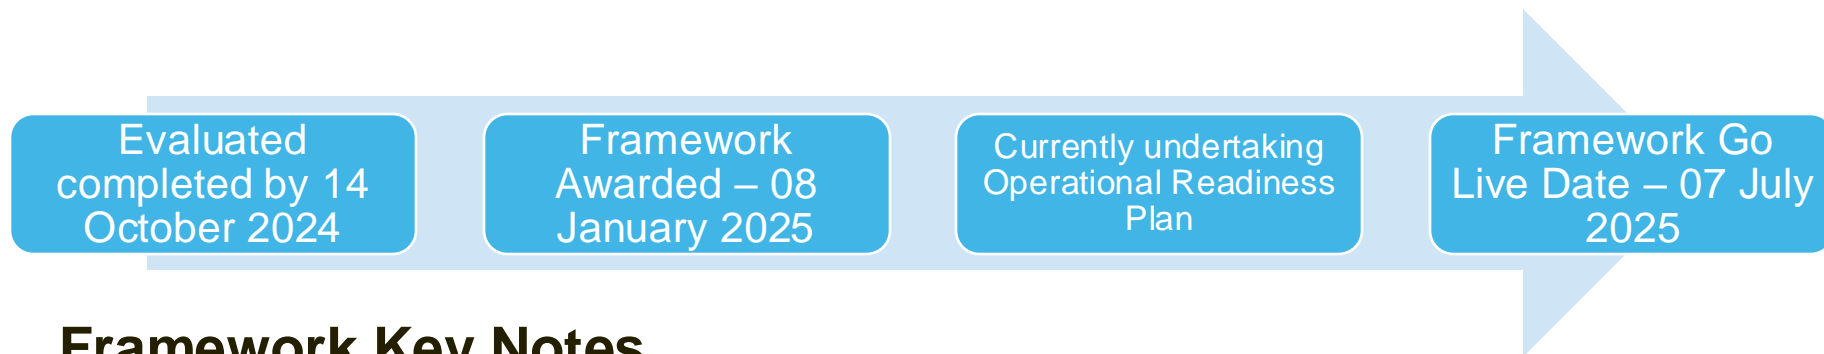 Evaluated
completed by 14
October 2024
Framework
Awarded – 08
January 2025
Currently undertaking
Operational Readiness
Plan
Framework Go
Live Date – 07 July
2025
Framework Key Notes